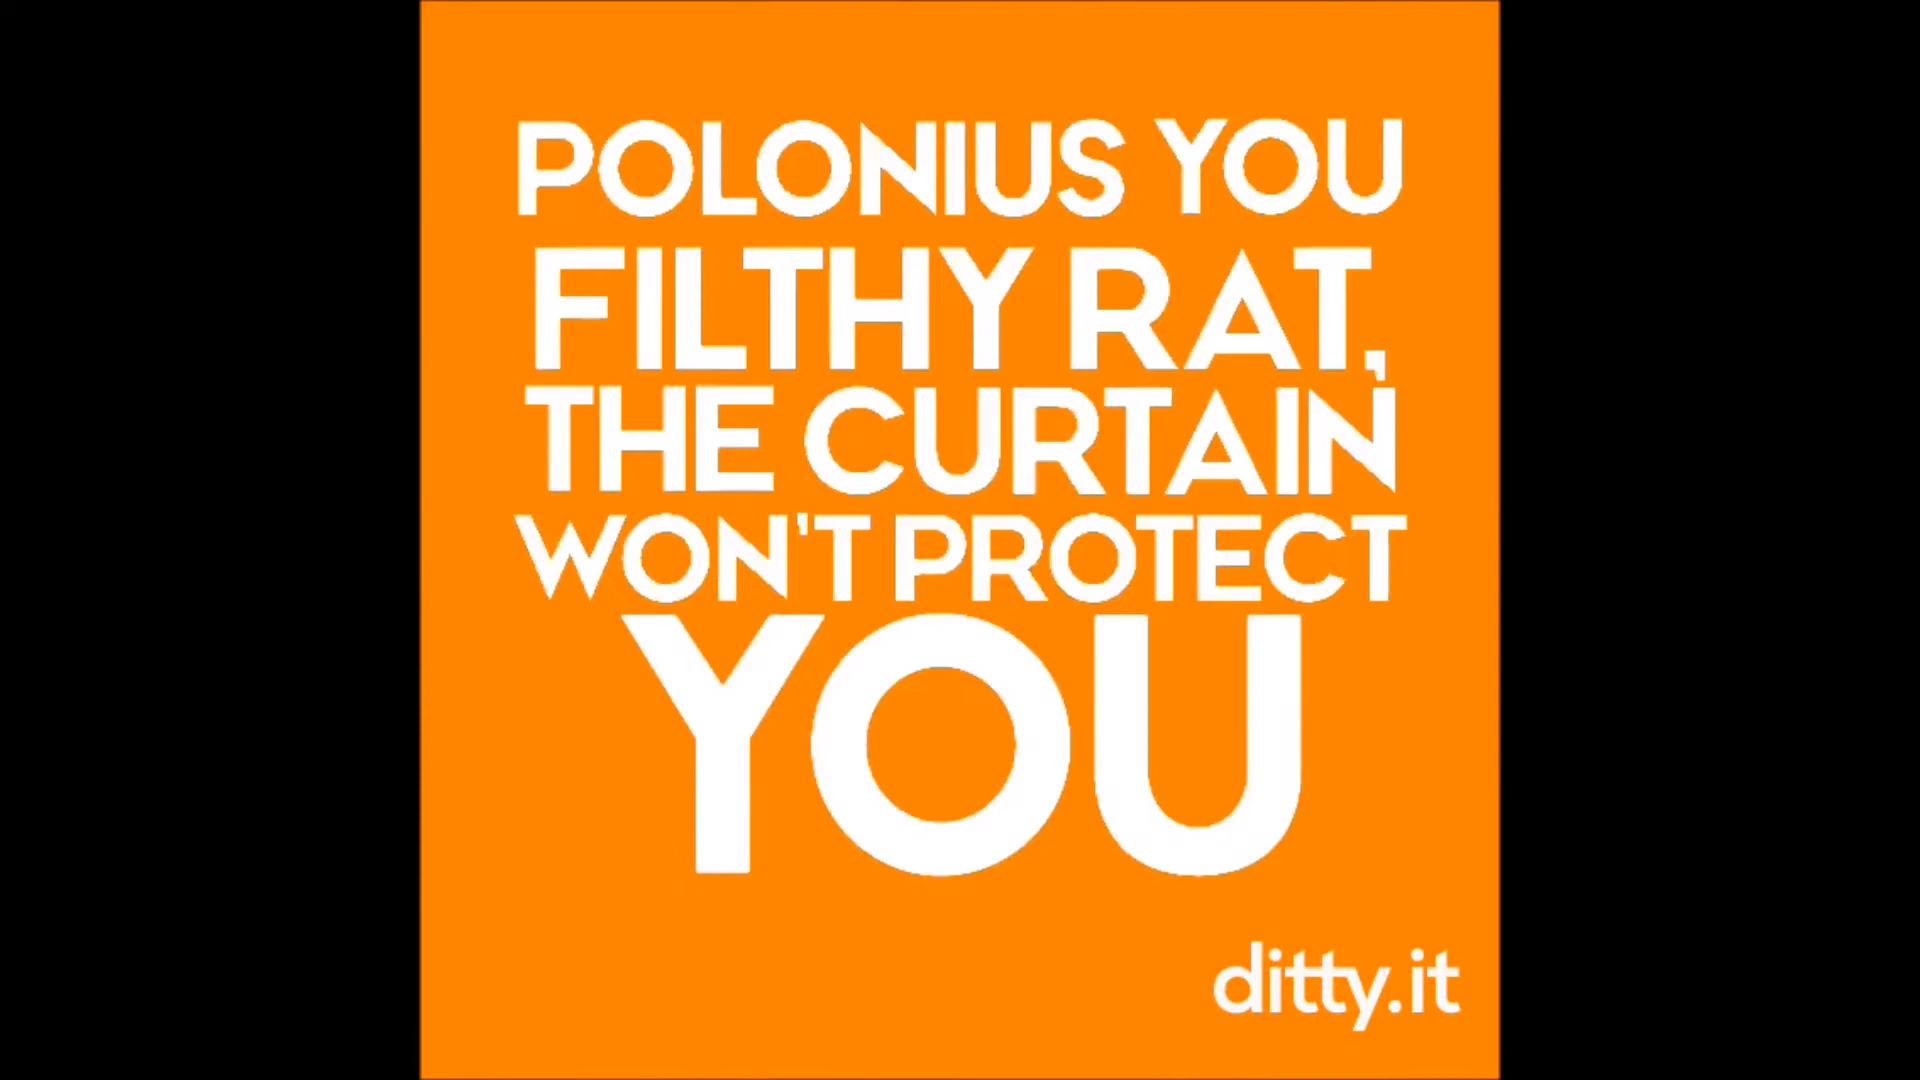 POLONIUS YOU
FILTHY RAT,
THE CURTAIN
WON'T PROTECT
YOU
ditty.it